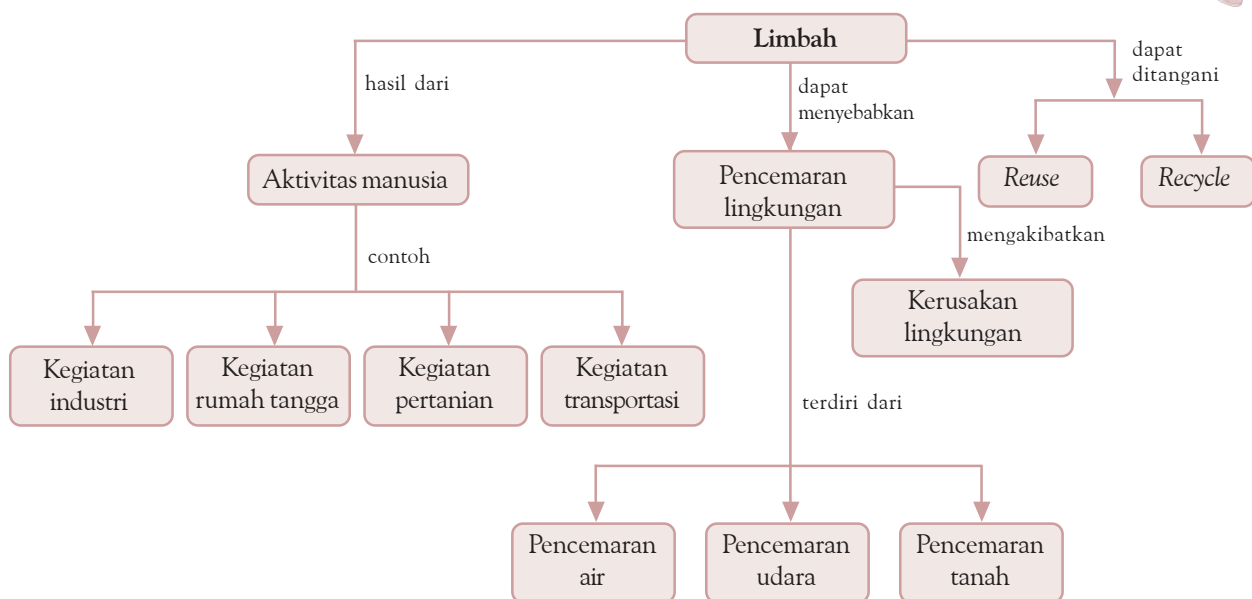 Limbah
hasil dari
dapat
menyebabkan
dapat
ditangani
Aktivitas manusia
Pencemaran
lingkungan
Reuse
Recycle
mengakibatkan
contoh
Kerusakan
lingkungan
Kegiatan
industri
Kegiatan
rumah tangga
Kegiatan
pertanian
Kegiatan
transportasi
terdiri dari
Pencemaran
air
Pencemaran
udara
Pencemaran
tanah